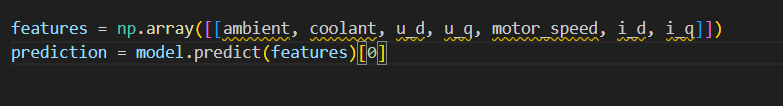 features = np.array([[ambient, coolant, u_d, u_q, motor_speed, i_d, i_q]])
prediction = model.predict(features)[0]